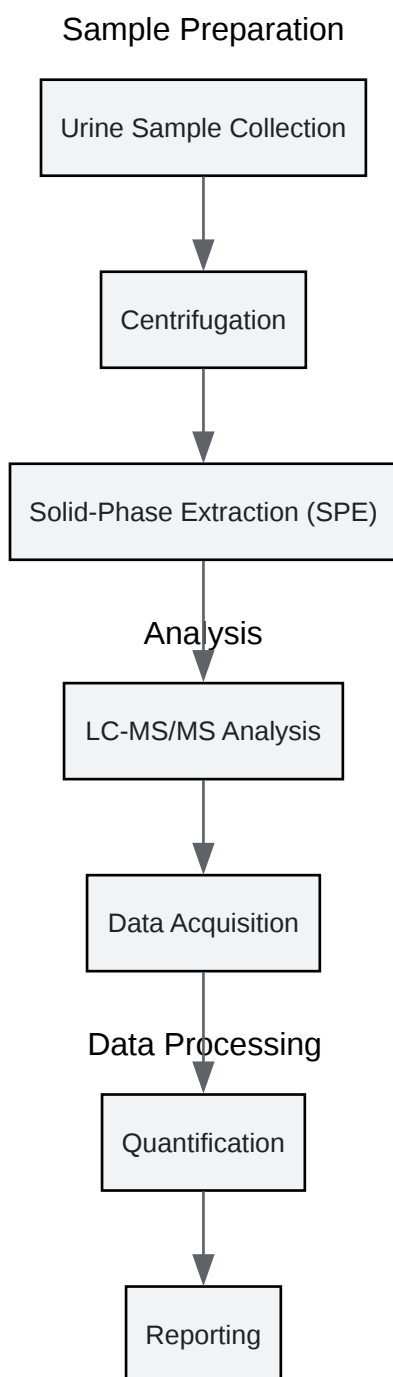 Sample Preparation
Urine Sample Collection
Centrifugation
Solid-Phase Extraction (SPE)
Analysis
LC-MS/MS Analysis
Data Acquisition
Data Processing
Quantification
Reporting